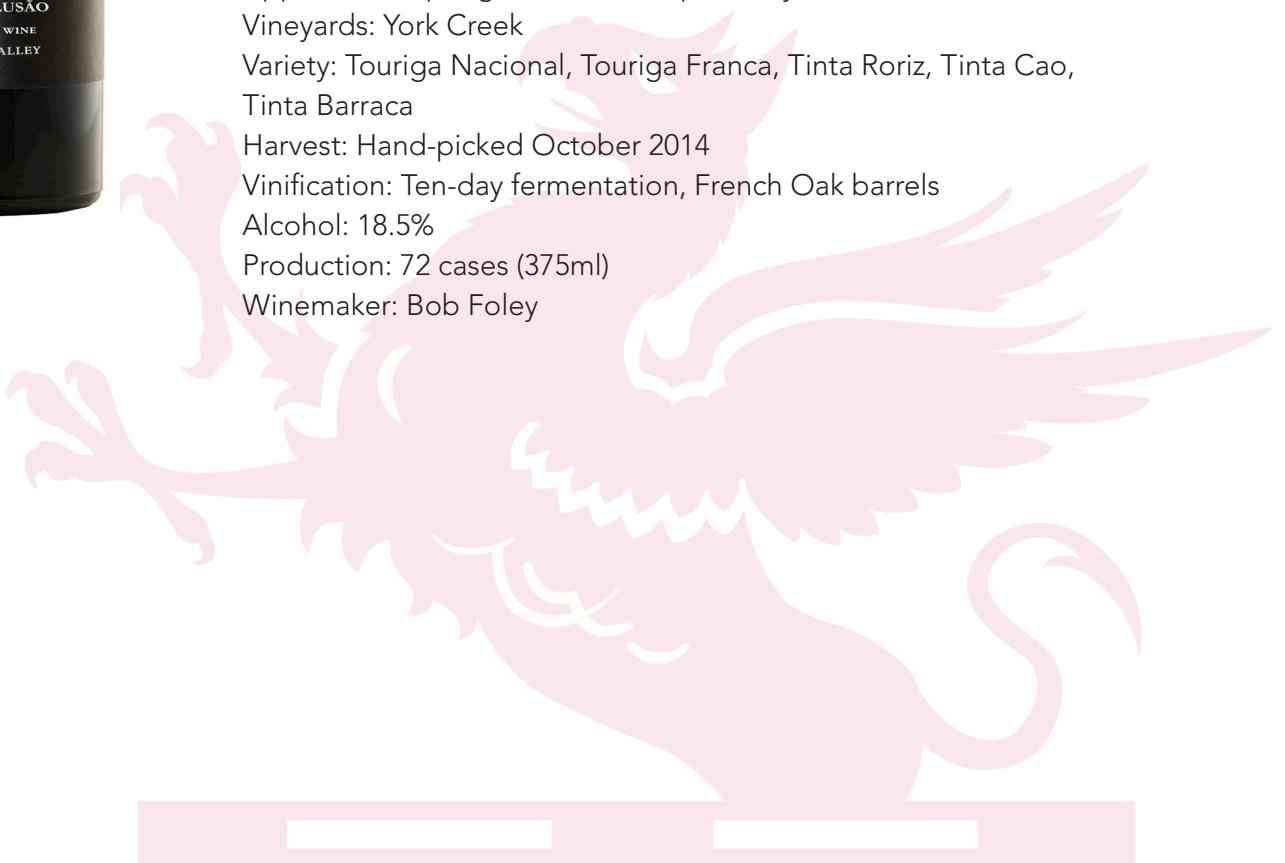 LUSÃO
WINE
ALLEY
Vineyards: York Creek
Variety: Touriga Nacional, Touriga Franca, Tinta Roriz, Tinta Cao,
Tinta Barraca
Harvest: Hand-picked October 2014
Vinification: Ten-day fermentation, French Oak barrels
Alcohol: 18.5%
Production: 72 cases (375ml)
Winemaker: Bob Foley